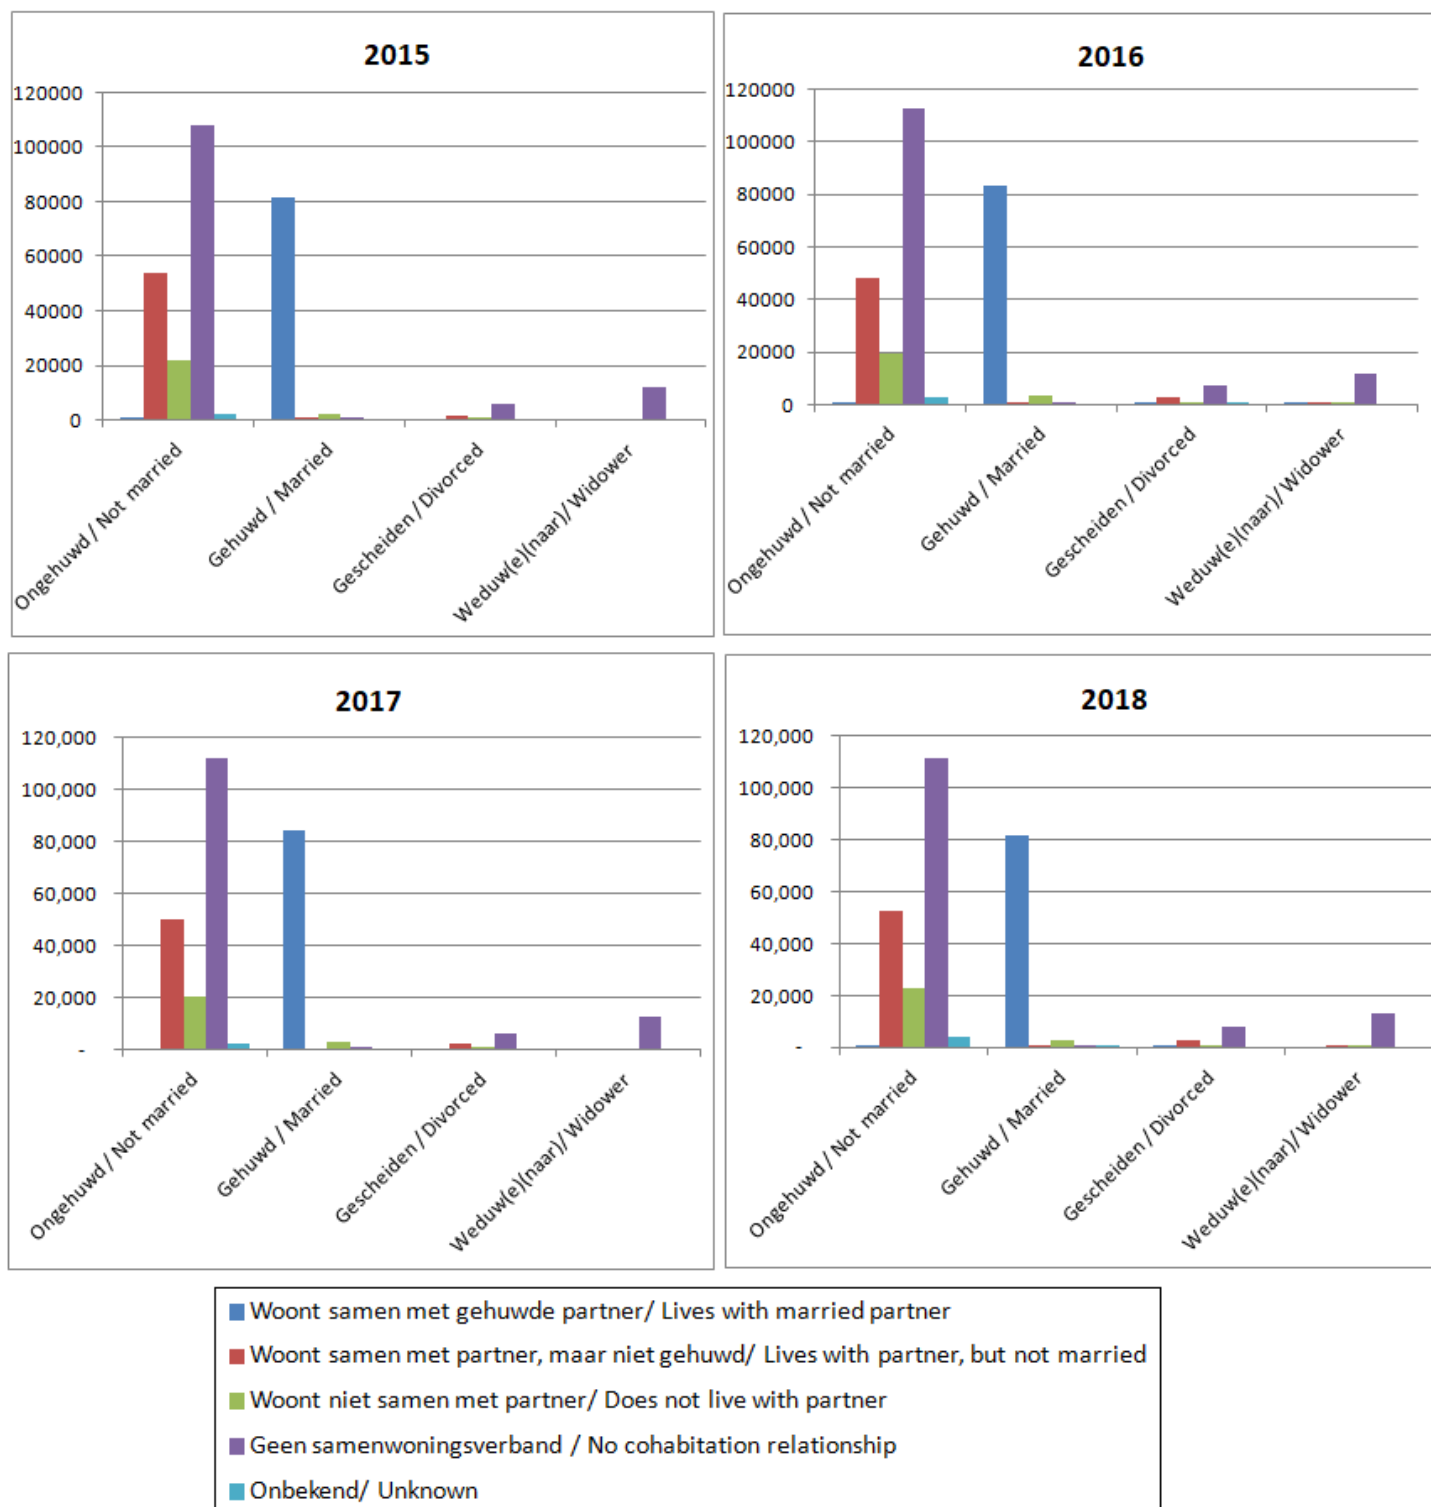 2015
120000
100000
80000
60000
40000
20000
0
Ongehuwd / Not married
Gehuwd / Married
Gescheiden / Divorced
Weduw(e)(naar)/ Widower
2016
120000
100000
80000
60000
40000
20000
0
Ongehuwd / Not married
Gehuwd / Married
Gescheiden / Divorced
Weduw(e)(naar)/ Widower
2017
120,000
100,000
80,000
60,000
40,000
20,000
-
Ongehuwd / Not married
Gehuwd / Married
Gescheiden / Divorced
Weduw(e)(naar)/ Widower
2018
120,000
100,000
80,000
60,000
40,000
20,000
-
Ongehuwd / Not married
Gehuwd / Married
Gescheiden / Divorced
Weduw(e)(naar)/ Widower
Woont samen met gehuwde partner/ Lives with married partner
Woont samen met partner, maar niet gehuwd/ Lives with partner, but not married
Woont niet samen met partner/ Does not live with partner
Geen samenwoningsverband / No cohabitation relationship
Onbekend/ Unknown